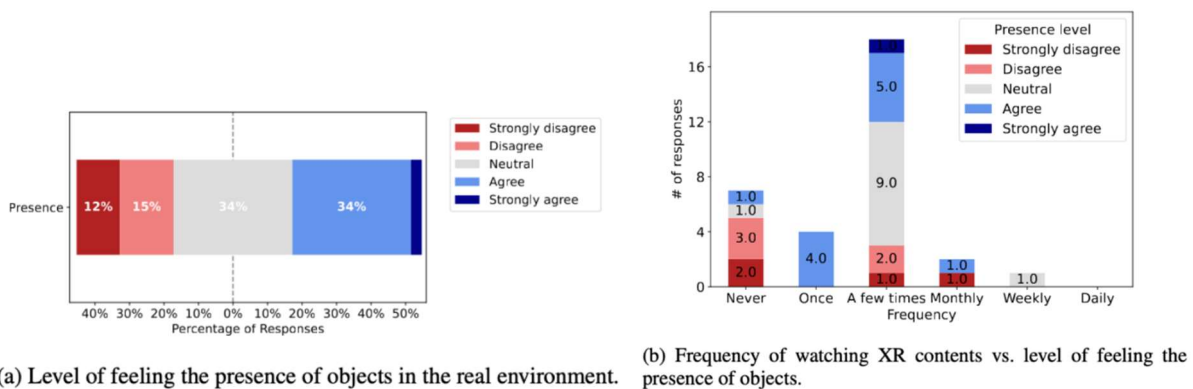 Presence
12%
15%
34%
34%
40% 30% 20% 10% 0% 10% 20% 30% 40% 50%
Percentage of Responses
Strongly disagree
Disagree
Neutral
Agree
Strongly agree
(a) Level of feeling the presence of objects in the real environment.
# of responses
16
12
8
4
0
1.0
1.0
3.0
2.0
4.0
1.0
5.0
9.0
2.0
1.0
1.0
1.0
1.0
Never Once A few times Monthly Weekly Daily
Frequency
Presence level
Strongly disagree
Disagree
Neutral
Agree
Strongly agree
(b) Frequency of watching XR contents vs. level of feeling the
presence of objects.